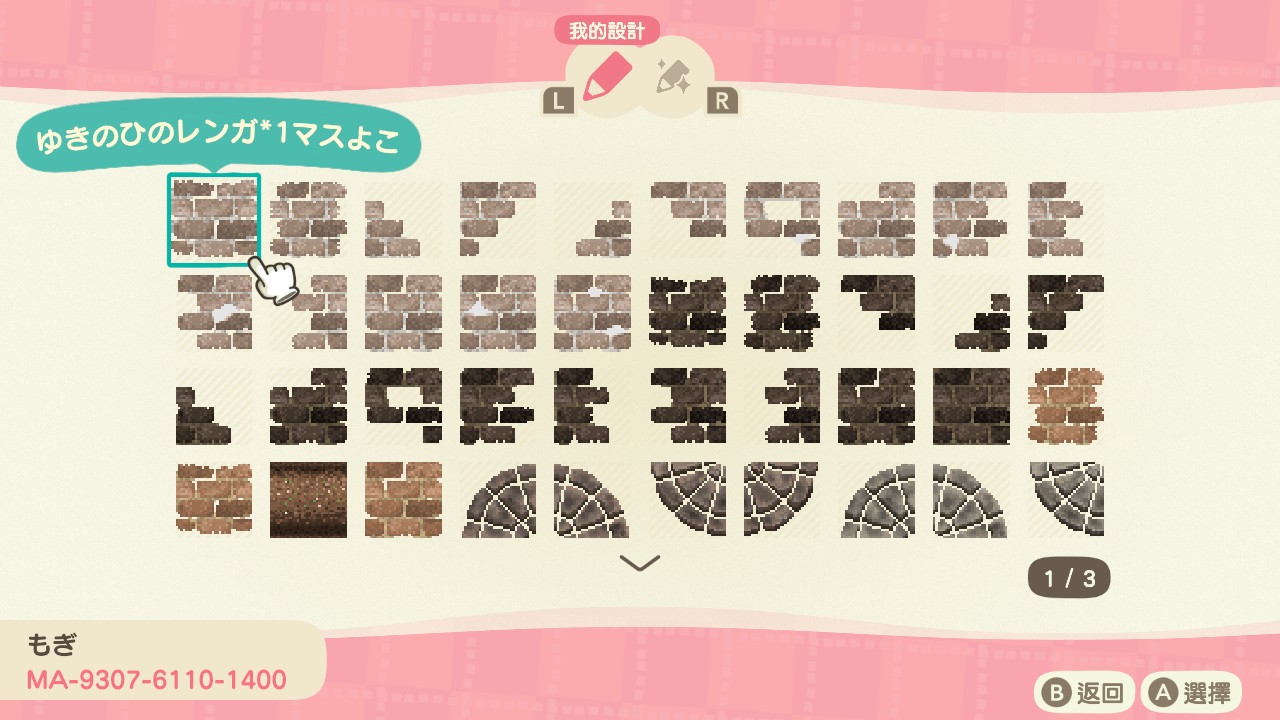 我的設計
L
R
ゆきのひのレンガ*1マスよこ
1 / 3
もぎ
MA-9307-6110-1400
B 返回 A 選擇